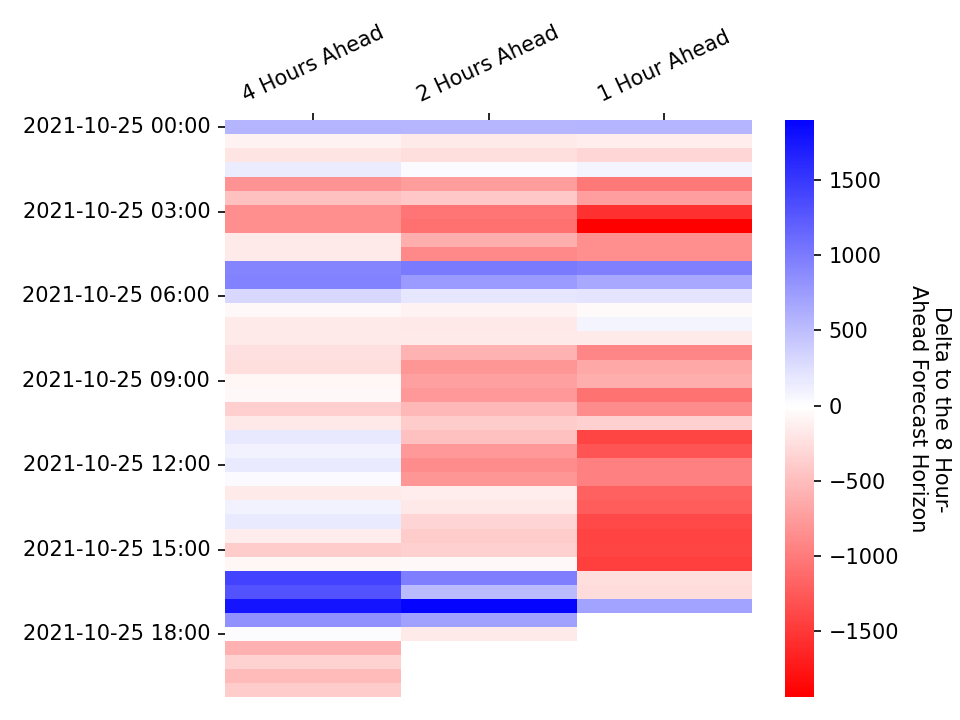 4 Hours Ahead
2 Hours Ahead
1 Hour Ahead
2021-10-25 00:00
2021-10-25 03:00
2021-10-25 06:00
2021-10-25 09:00
2021-10-25 12:00
2021-10-25 15:00
2021-10-25 18:00
1500
1000
500
0
−500
−1000
−1500
Delta to the 8 Hour-
Ahead Forecast Horizon